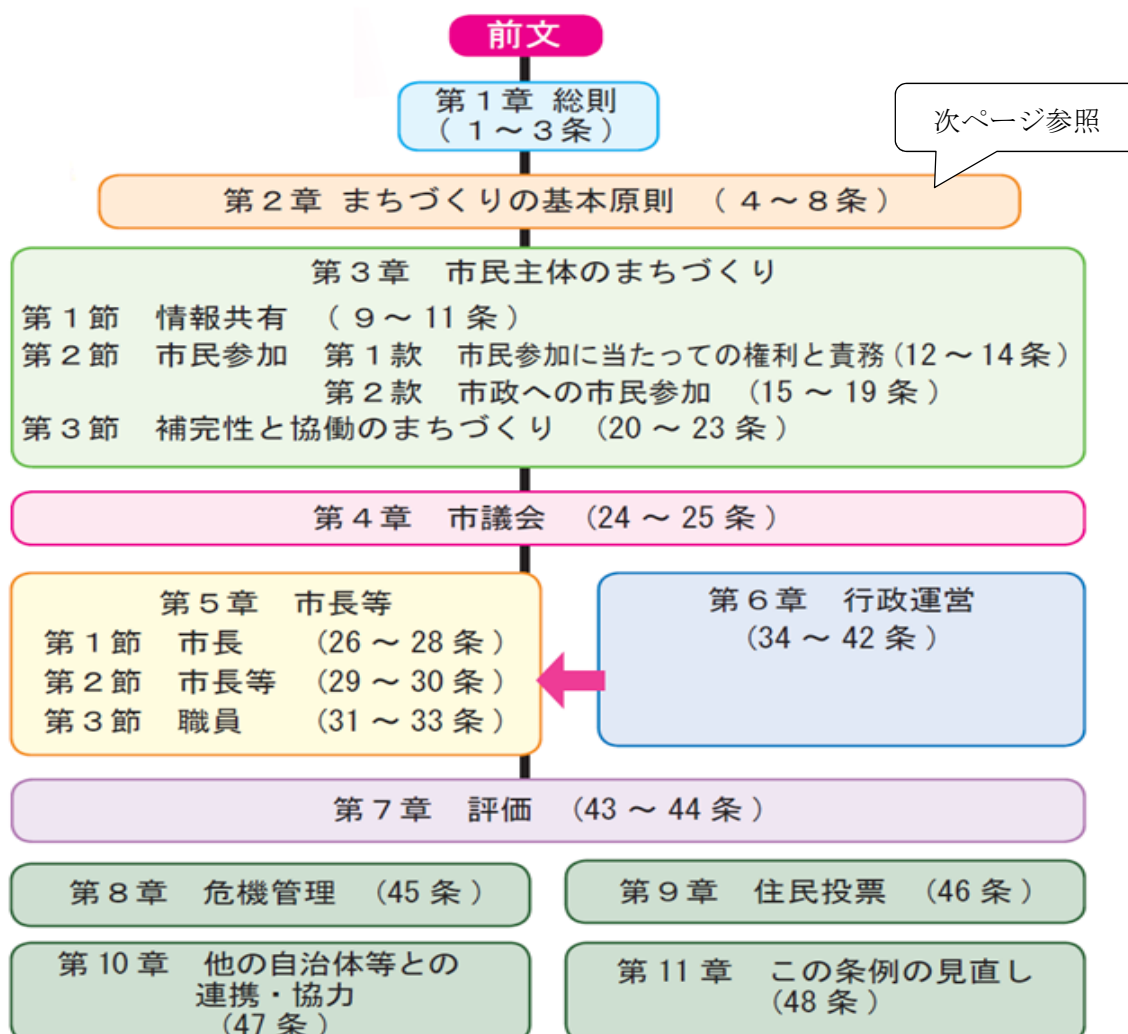 前文
第1章 総則
(1～3条)
次ページ参照
第2章 まちづくりの基本原則 (4～8条)
第3章 市民主体のまちづくり
第1節 情報共有 (9～11条)
第2節 市民参加 第1款 市民参加に当たっての権利と責務(12～14条)
第2款 市政への市民参加 (15～19条)
第3節 補完性と協働のまちづくり (20～23条)
第4章 市議会 (24～25条)
第5章 市長等
第1節 市長 (26～28条)
第2節 市長等 (29～30条)
第3節 職員 (31～33条)
第6章 行政運営
(34～42条)
第7章 評価 (43～44条)
第8章 危機管理 (45条)
第9章 住民投票 (46条)
第10章 他の自治体等との
連携・協力
(47条)
第11章 この条例の見直し
(48条)